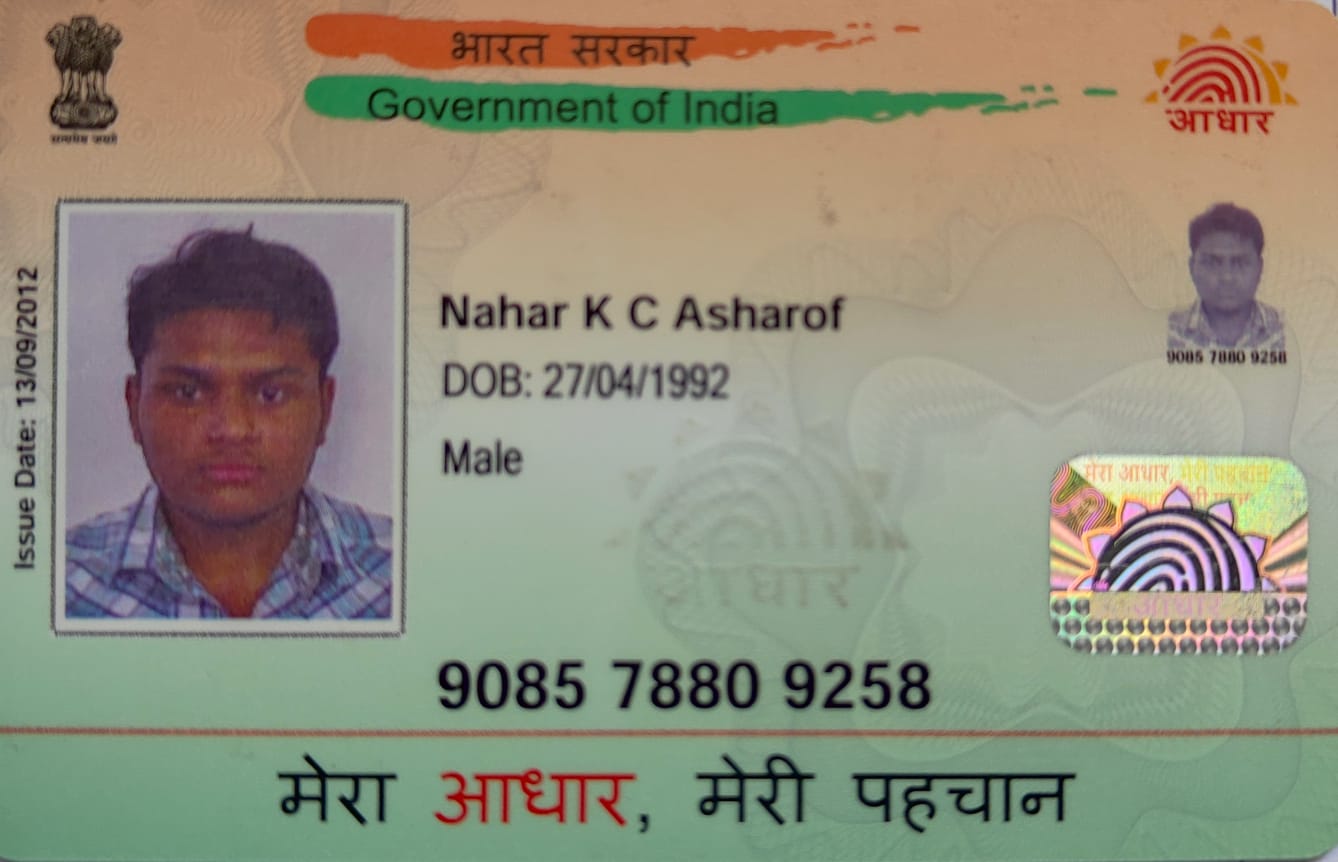 भारत सरकार
Government of India
सत्यमेव जयते
आधार
Issue Date: 13/09/2012
Nahar K C Asharof
DOB: 27/04/1992
Male
9085 7880 9258
मेरा आधार, मेरी पहचान
आधार
आधार
9085 7880 9258
मेरा आधार, मेरी पहचान